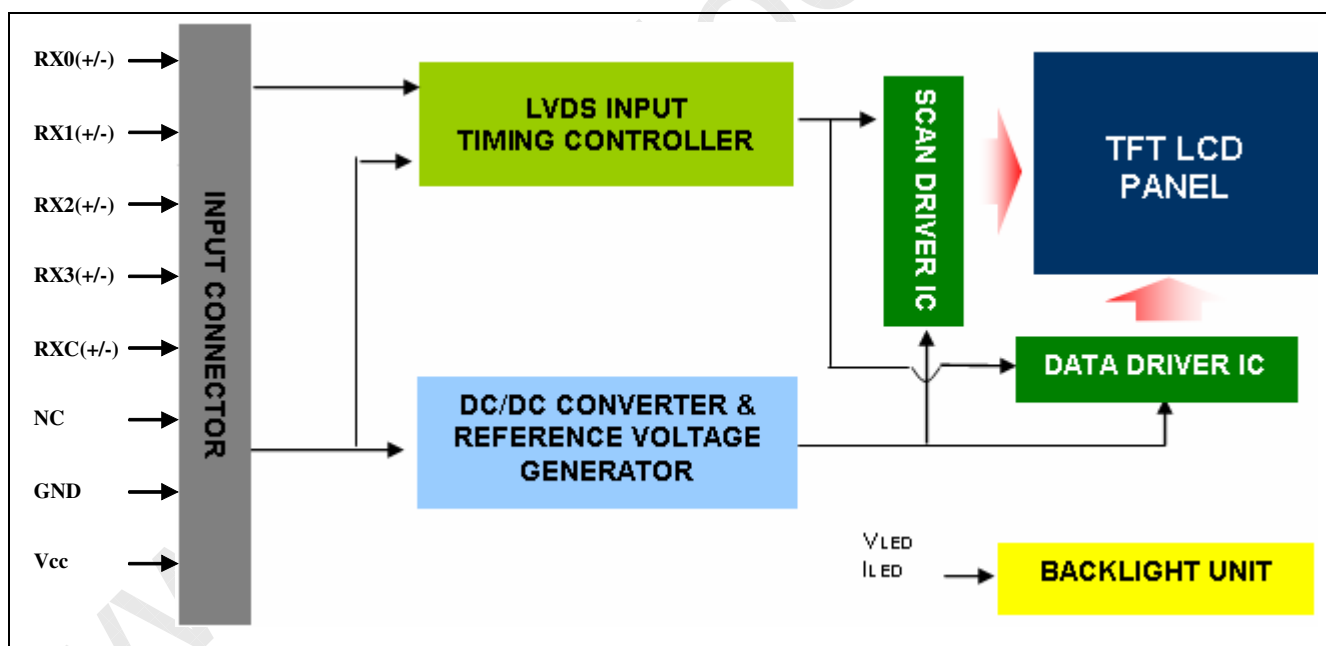 RX0(+/-)
RX1(+/-)
RX2(+/-)
RX3(+/-)
RXC(+/-)
NC
GND
Vcc
INPUT CONNECTOR
LVDS INPUT
TIMING CONTROLLER
DC/DC CONVERTER &
REFERENCE VOLTAGE
GENERATOR
SCAN DRIVER IC
TFT LCD
PANEL
DATA DRIVER IC
VLED
ILED
BACKLIGHT UNIT